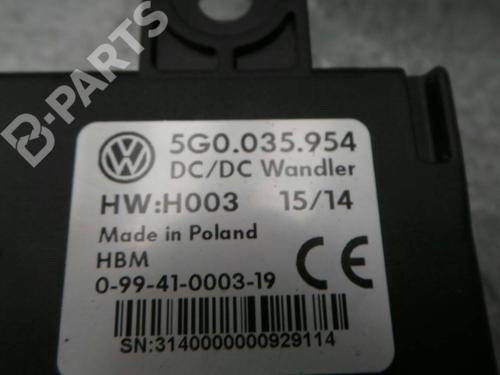 B-PARTS
VW
5G0.035.954
DC/DC Wandler
HW:H003 15/14
Made in Poland
HBM
0-99-41-0003-19
CE
SN:3140000000929114